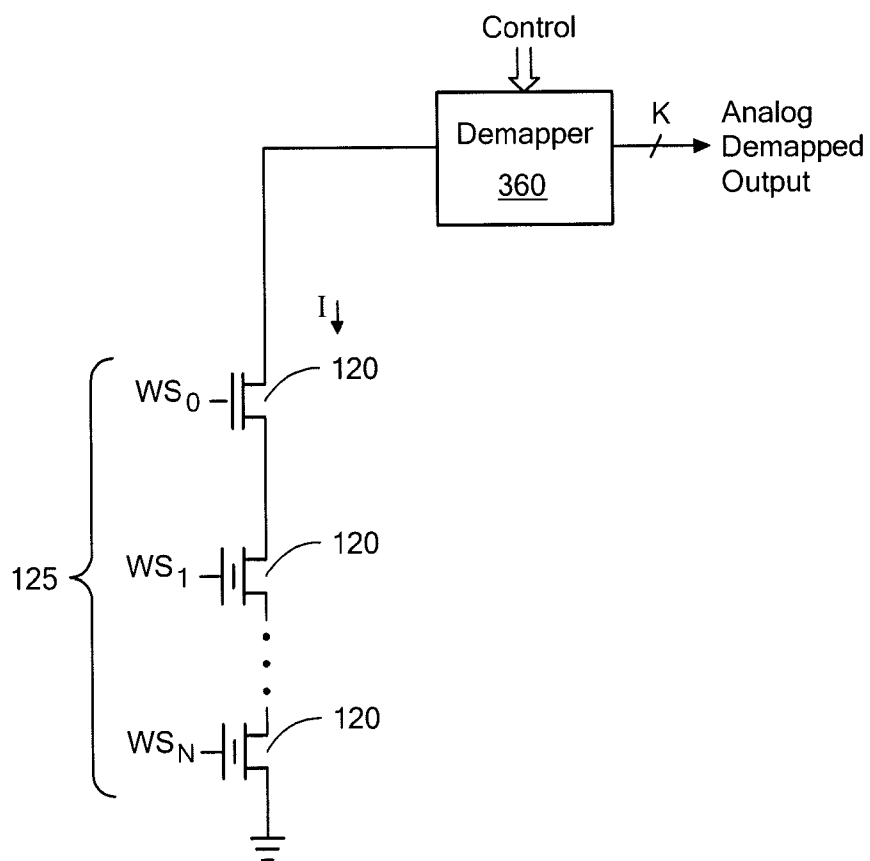 Control
Demapper
360
K
Analog
Demapped
Output
I
WS0
120
125
WS1
120
WSN
120